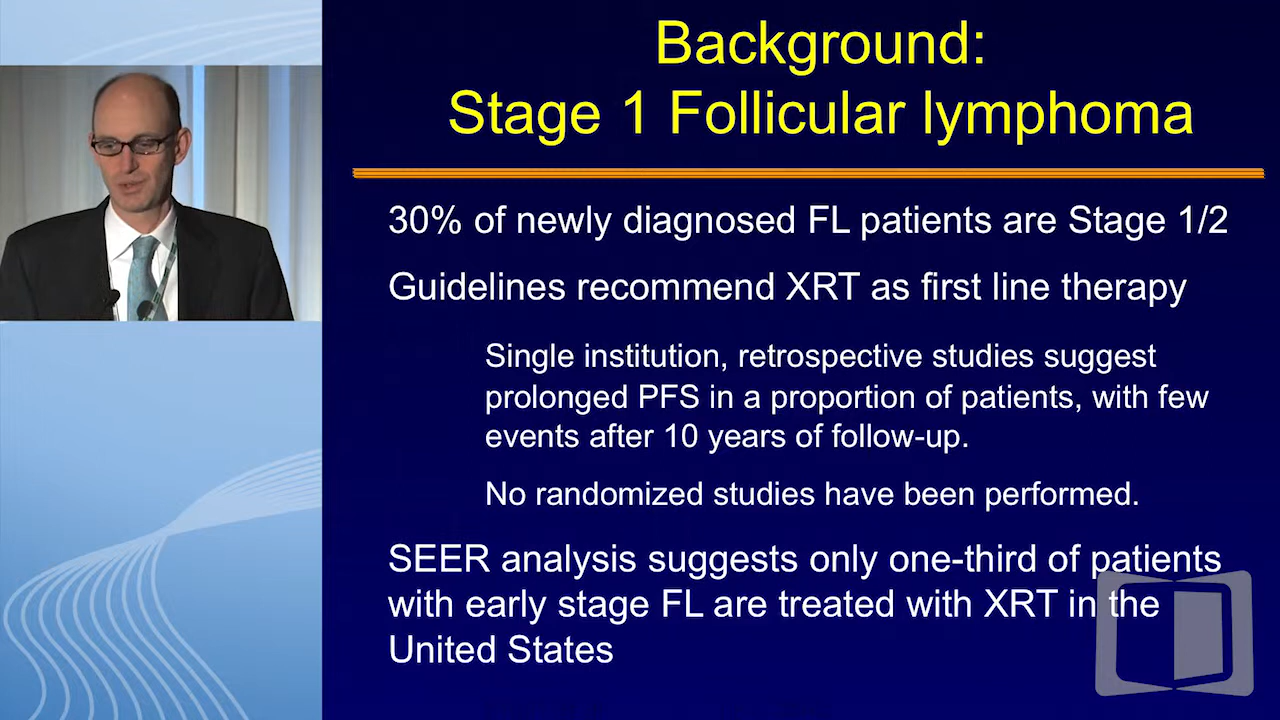 Background:
Stage 1 Follicular lymphoma
30% of newly diagnosed FL patients are Stage 1/2
Guidelines recommend XRT as first line therapy
Single institution, retrospective studies suggest
prolonged PFS in a proportion of patients, with few
events after 10 years of follow-up.
No randomized studies have been performed.
SEER analysis suggests only one-third of patients
with early stage FL are treated with XRT in the
United States